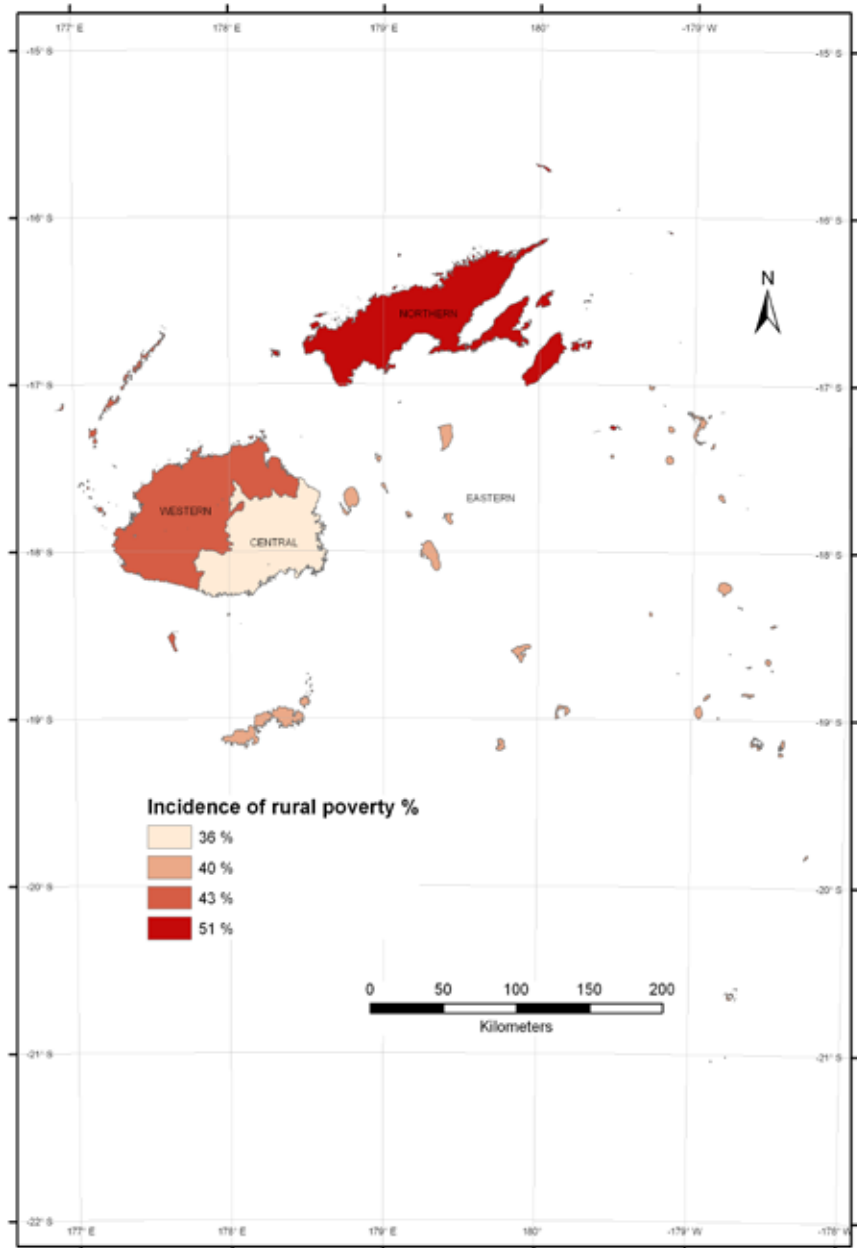 177° E 178° E 179° E 180° -179° W
-15° S -15° S
-16° S -16° S
N
NORTHERN
-17° S -17° S
EASTERN
WESTERN
CENTRAL
-18° S -18° S
-19° S -19° S
Incidence of rural poverty %
36 %
40 %
43 %
51 %
-20° S -20° S
0 50 100 150 200
Kilometers
-21° S -21° S
-22° S -22° S
177° E 178° E 179° E 180° -179° W -178° W